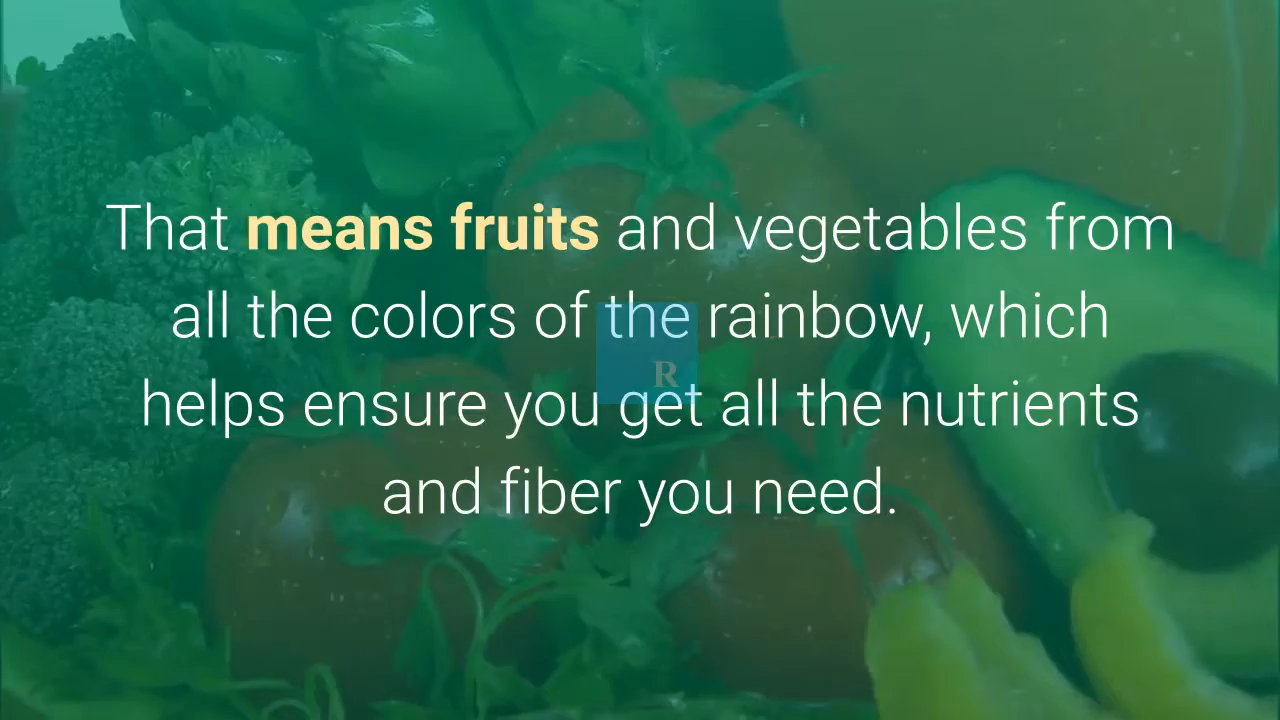 That means fruits and vegetables from
all the colors of the rainbow, which
R
helps ensure you get all the nutrients
and fiber you need.